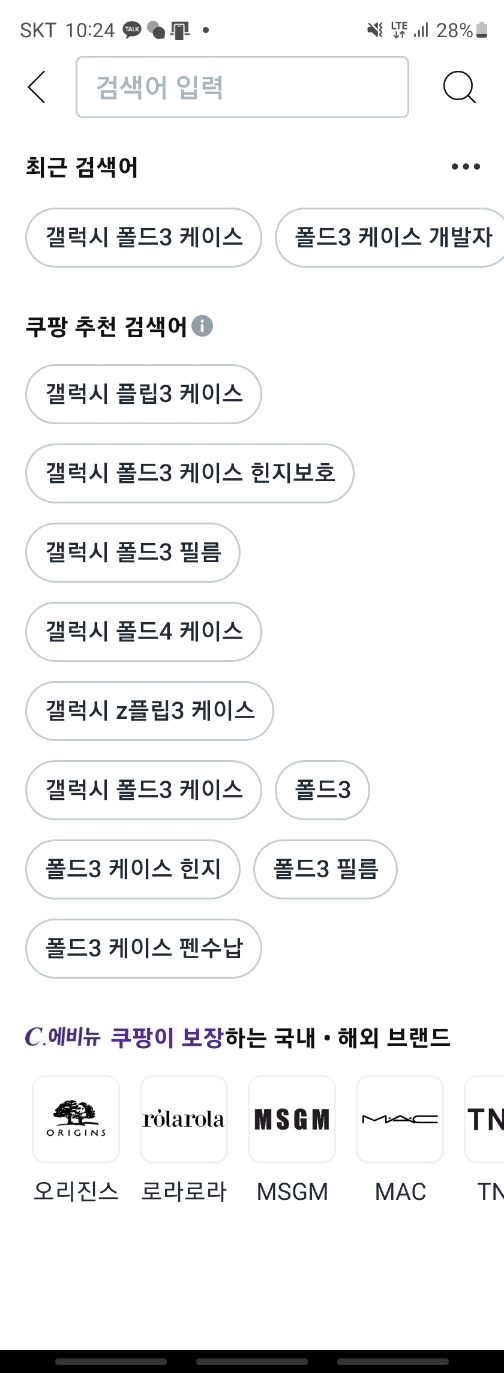 SKT 10:24 TALK LTE 28%
검색어 입력
최근 검색어
갤럭시 폴드3 케이스 폴드3 케이스 개발자
쿠팡 추천 검색어
갤럭시 플립3 케이스
갤럭시 폴드3 케이스 힌지보호
갤럭시 폴드3 필름
갤럭시 폴드4 케이스
갤럭시 z플립3 케이스
갤럭시 폴드3 케이스 폴드3
폴드3 케이스 힌지 폴드3 필름
폴드3 케이스 펜수납
C.에비뉴 쿠팡이 보장하는 국내 • 해외 브랜드
ORIGINS rólarola MSGM MAC TN
오리진스 로라로라 MSGM MAC TN